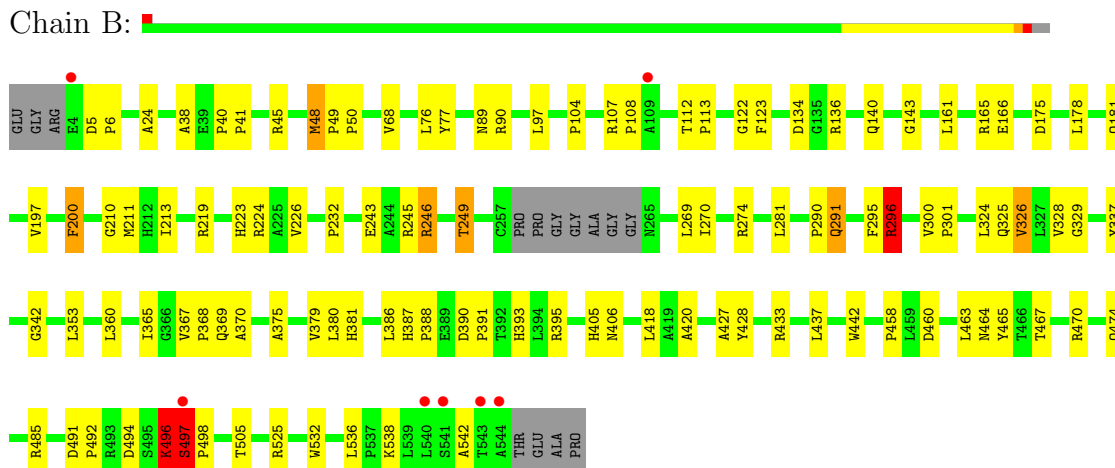 Chain B:
GLU GLY ARG E4 D5 P6 A24 A38 E39 P40 P41 R45 M48 P49 P50 V68 L76 Y77 N89 R90 L97 P104 R107 P108 A109 T112 P113 G122 F123 D134 G135 R136 Q140 G143 L161 R165 E166 D175 L178
V197 F200 G210 M211 H212 I213 R219 H223 R224 A225 V226 P232 E243 A244 R245 R246 T249 C257 PRO PRO GLY GLY ALA GLY GLY N265 L269 I270 R274 L281 P290 Q291 F295 R296 V300 P301 L324 Q325 V326 L327 V328 G329
G342 L353 L360 I365 G366 V367 P368 Q369 A370 A375 V379 L380 H381 L386 H387 P388 E389 D390 P391 T392 H393 L394 R395 H405 N406 L418 A419 A420 A427 Y428 R433 L437 W442 P458 L459 D460 L463 N464 Y465 T466 T467 R470
R485 D491 P492 R493 D494 S495 K496 S497 P498 T505 R525 W532 L536 P537 K538 L539 L540 S541 A542 T543 A544 THR GLU ALA PRO